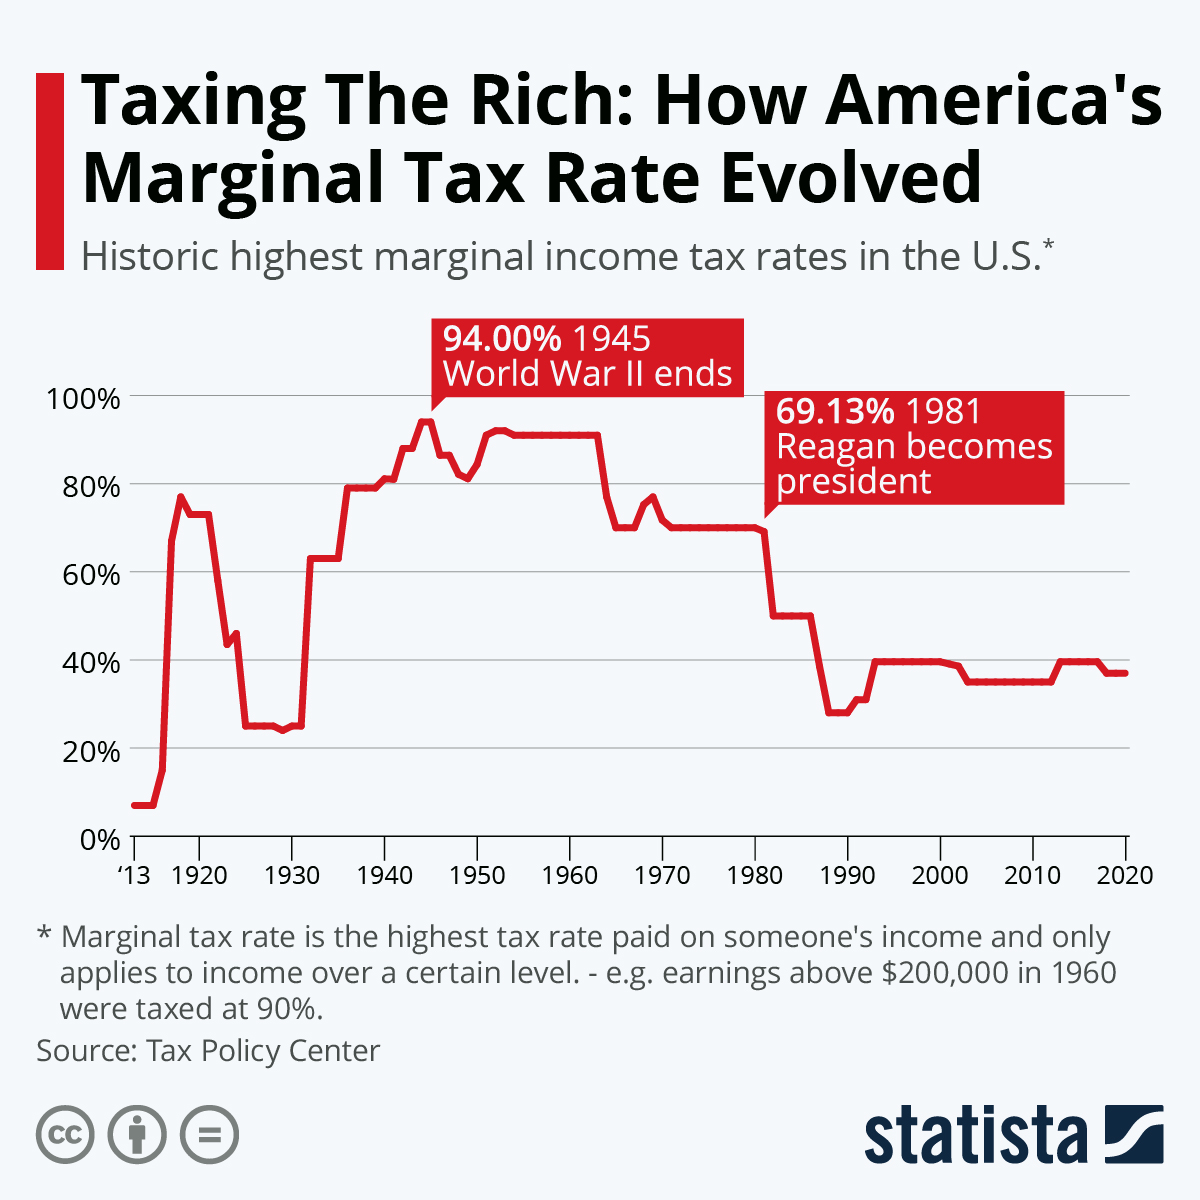 Taxing The Rich: How America's
Marginal Tax Rate Evolved
Historic highest marginal income tax rates in the U.S.*
94.00% 1945
World War II ends
69.13% 1981
Reagan becomes
president
100%
80%
60%
40%
20%
0%
‘13 1920 1930 1940 1950 1960 1970 1980 1990 2000 2010 2020
* Marginal tax rate is the highest tax rate paid on someone's income and only
applies to income over a certain level. - e.g. earnings above $200,000 in 1960
were taxed at 90%.
Source: Tax Policy Center
cc
statista